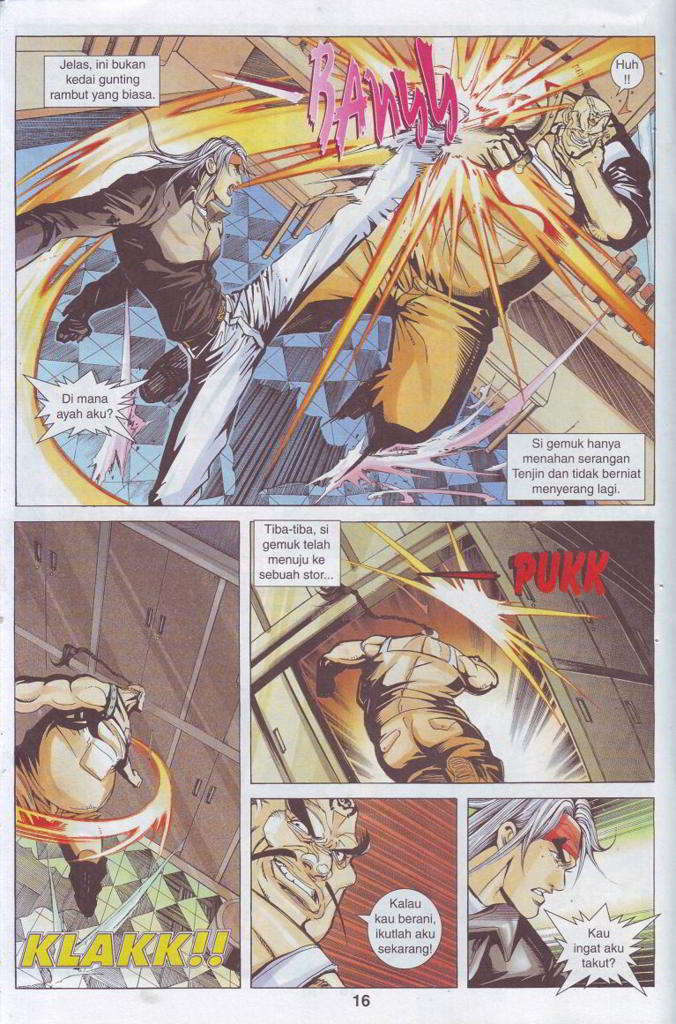 Jelas, ini bukan
kedai gunting
rambut yang biasa.
BANYY
Huh
!!
Di mana
ayah aku?
Si gemuk hanya
menahan serangan
Tenjin dan tidak berniat
menyerang lagi.
KLAKK!!
Tiba-tiba, si
gemuk telah
menuju ke
sebuah stor...
PUKK
Kalau
kau berani,
ikutlah aku
sekarang!
Kau
ingat aku
takut?
16